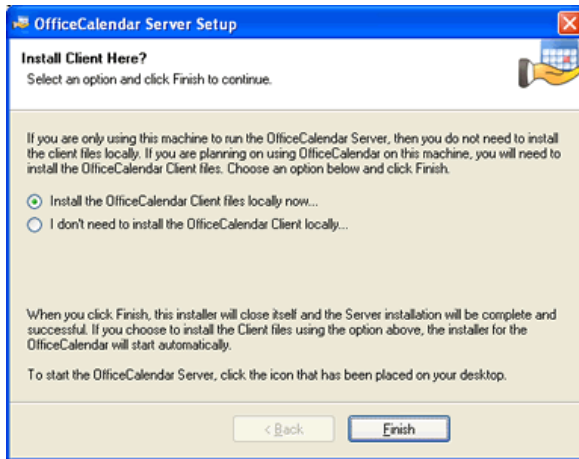 OfficeCalendar Server Setup
Install Client Here?
Select an option and click Finish to continue.
If you are only using this machine to run the OfficeCalendar Server, then you do not need to install
the client files locally. If you are planning on using OfficeCalendar on this machine, you will need to
install the OfficeCalendar Client files. Choose an option below and click Finish.
Install the OfficeCalendar Client files locally now...
I don't need to install the OfficeCalendar Client locally...
When you click Finish, this installer will close itself and the Server installation will be complete and
successful. If you choose to install the Client files using the option above, the installer for the
OfficeCalendar will start automatically.
To start the OfficeCalendar Server, click the icon that has been placed on your desktop.
< Back
Finish